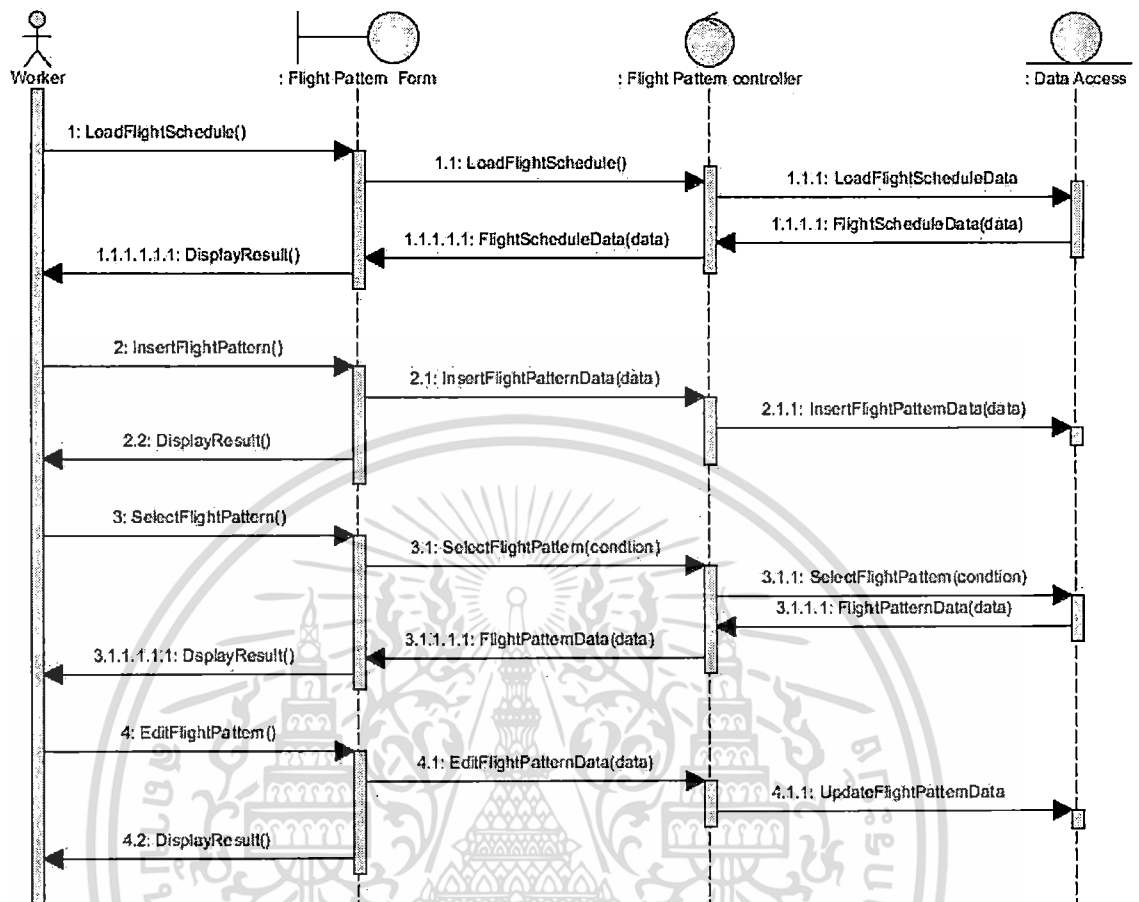 Worker
: Flight Pattern Form
: Flight Pattern controller
: Data Access
1: LoadFlightSchedule()
1.1: LoadFlightSchedule()
1.1.1: LoadFlightScheduleData
1.1.1.1: FlightScheduleData(data)
1.1.1.1.1: FlightScheduleData(data)
1.1.1.1.1.1: DisplayResult()
2: InsertFlightPattern()
2.1: InsertFlightPatternData(data)
2.1.1: InsertFlightPatternData(data)
2.2: DisplayResult()
3: SelectFlightPattern()
3.1: SelectFlightPattern(condtion)
3.1.1: SelectFlightPattern(condtion)
3.1.1.1: FlightPatternData(data)
3.1.1.1.1: FlightPatternData(data)
3.1.1.1.1.1: DisplayResult()
4: EditFlightPattern()
4.1: EditFlightPatternData(data)
4.1.1: UpdateFlightPatternData
4.2: DisplayResult()